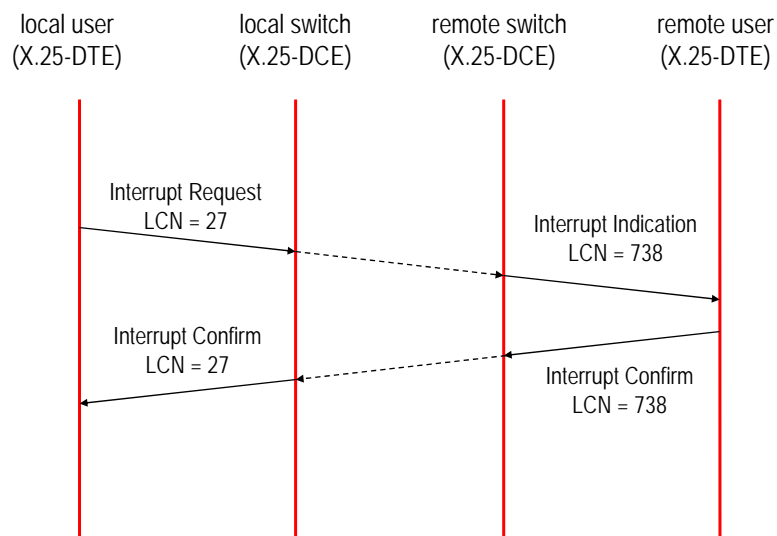 local user
(X.25-DTE)
local switch
(X.25-DCE)
remote switch
(X.25-DCE)
remote user
(X.25-DTE)
Interrupt Request
LCN = 27
Interrupt Indication
LCN = 738
Interrupt Confirm
LCN = 27
Interrupt Confirm
LCN = 738